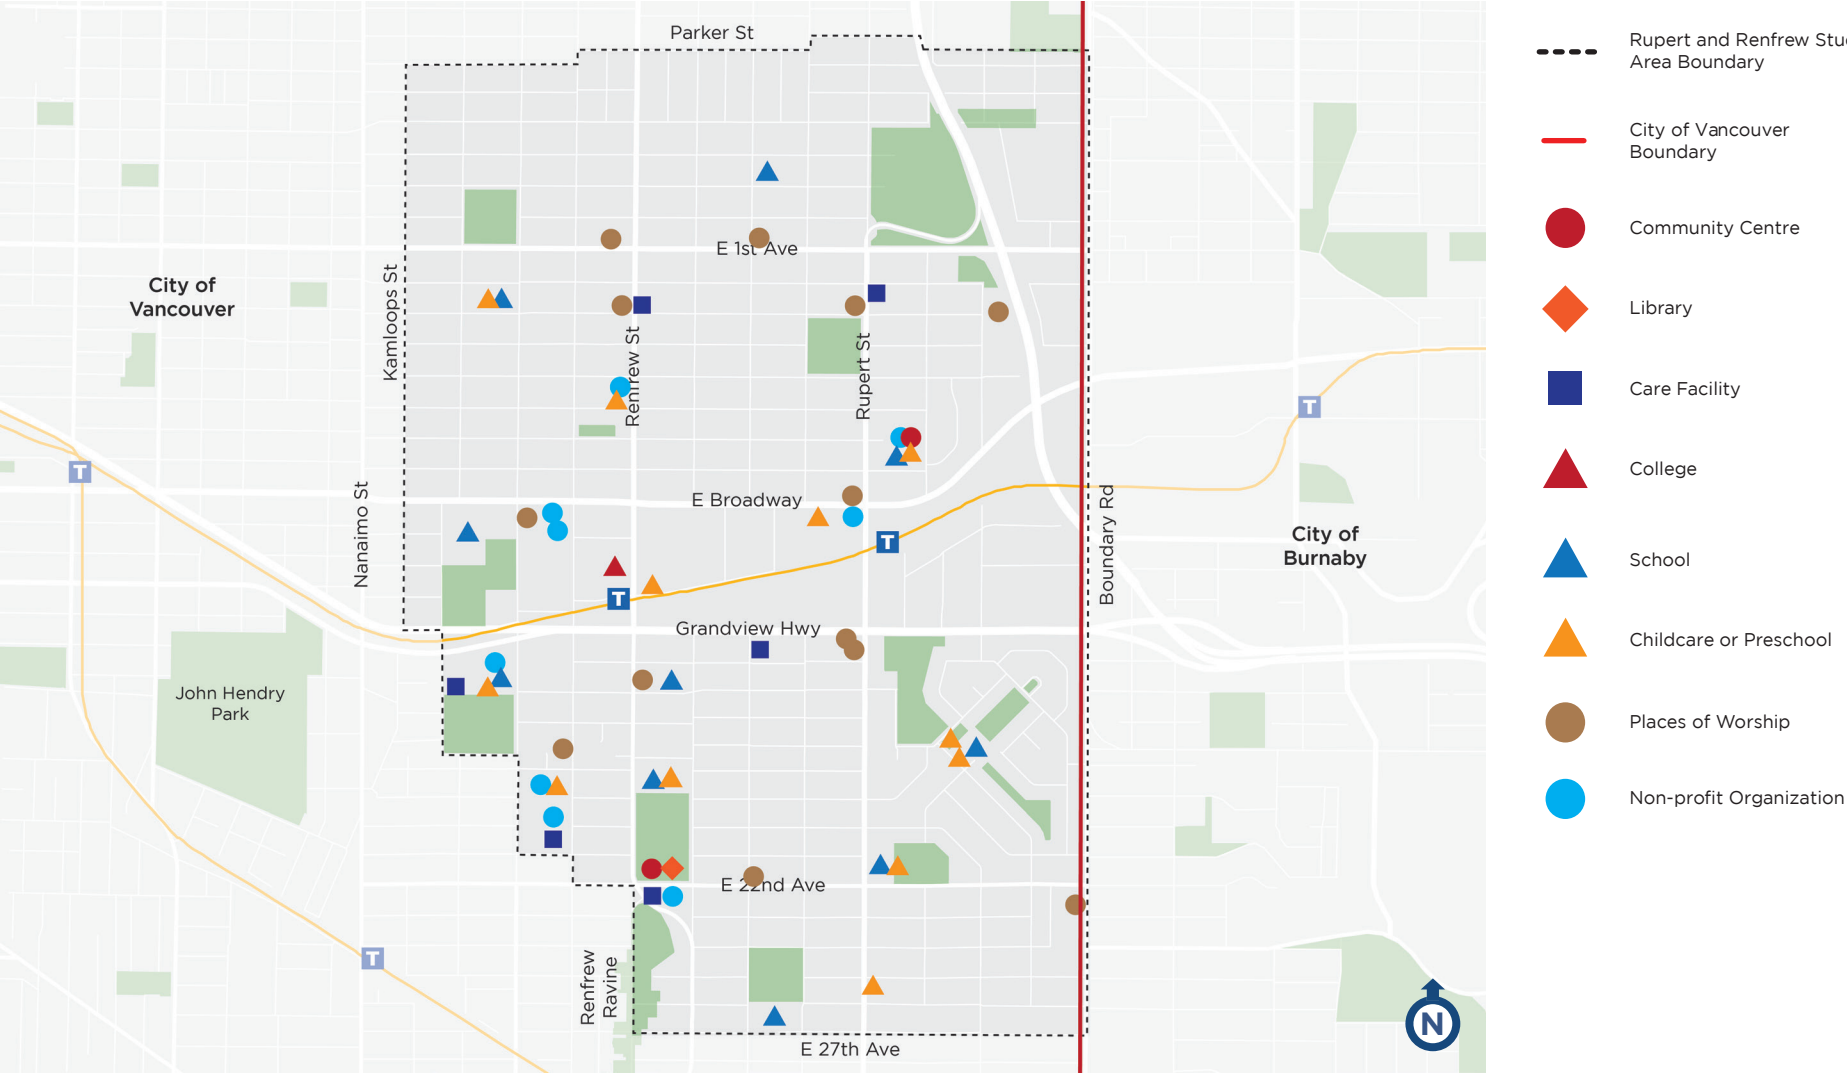 Parker St
E 1st Ave
City of
Vancouver
Kamloops St
Renfrew St
Rupert St
T
T
E Broadway
Nanaimo St
Boundary Rd
City of
Burnaby
T
T
Grandview Hwy
John Hendry
Park
E 22nd Ave
T
Renfrew
Ravine
N
E 27th Ave
Rupert and Renfrew Stu
Area Boundary
City of Vancouver
Boundary
Community Centre
Library
Care Facility
College
School
Childcare or Preschool
Places of Worship
Non-profit Organization